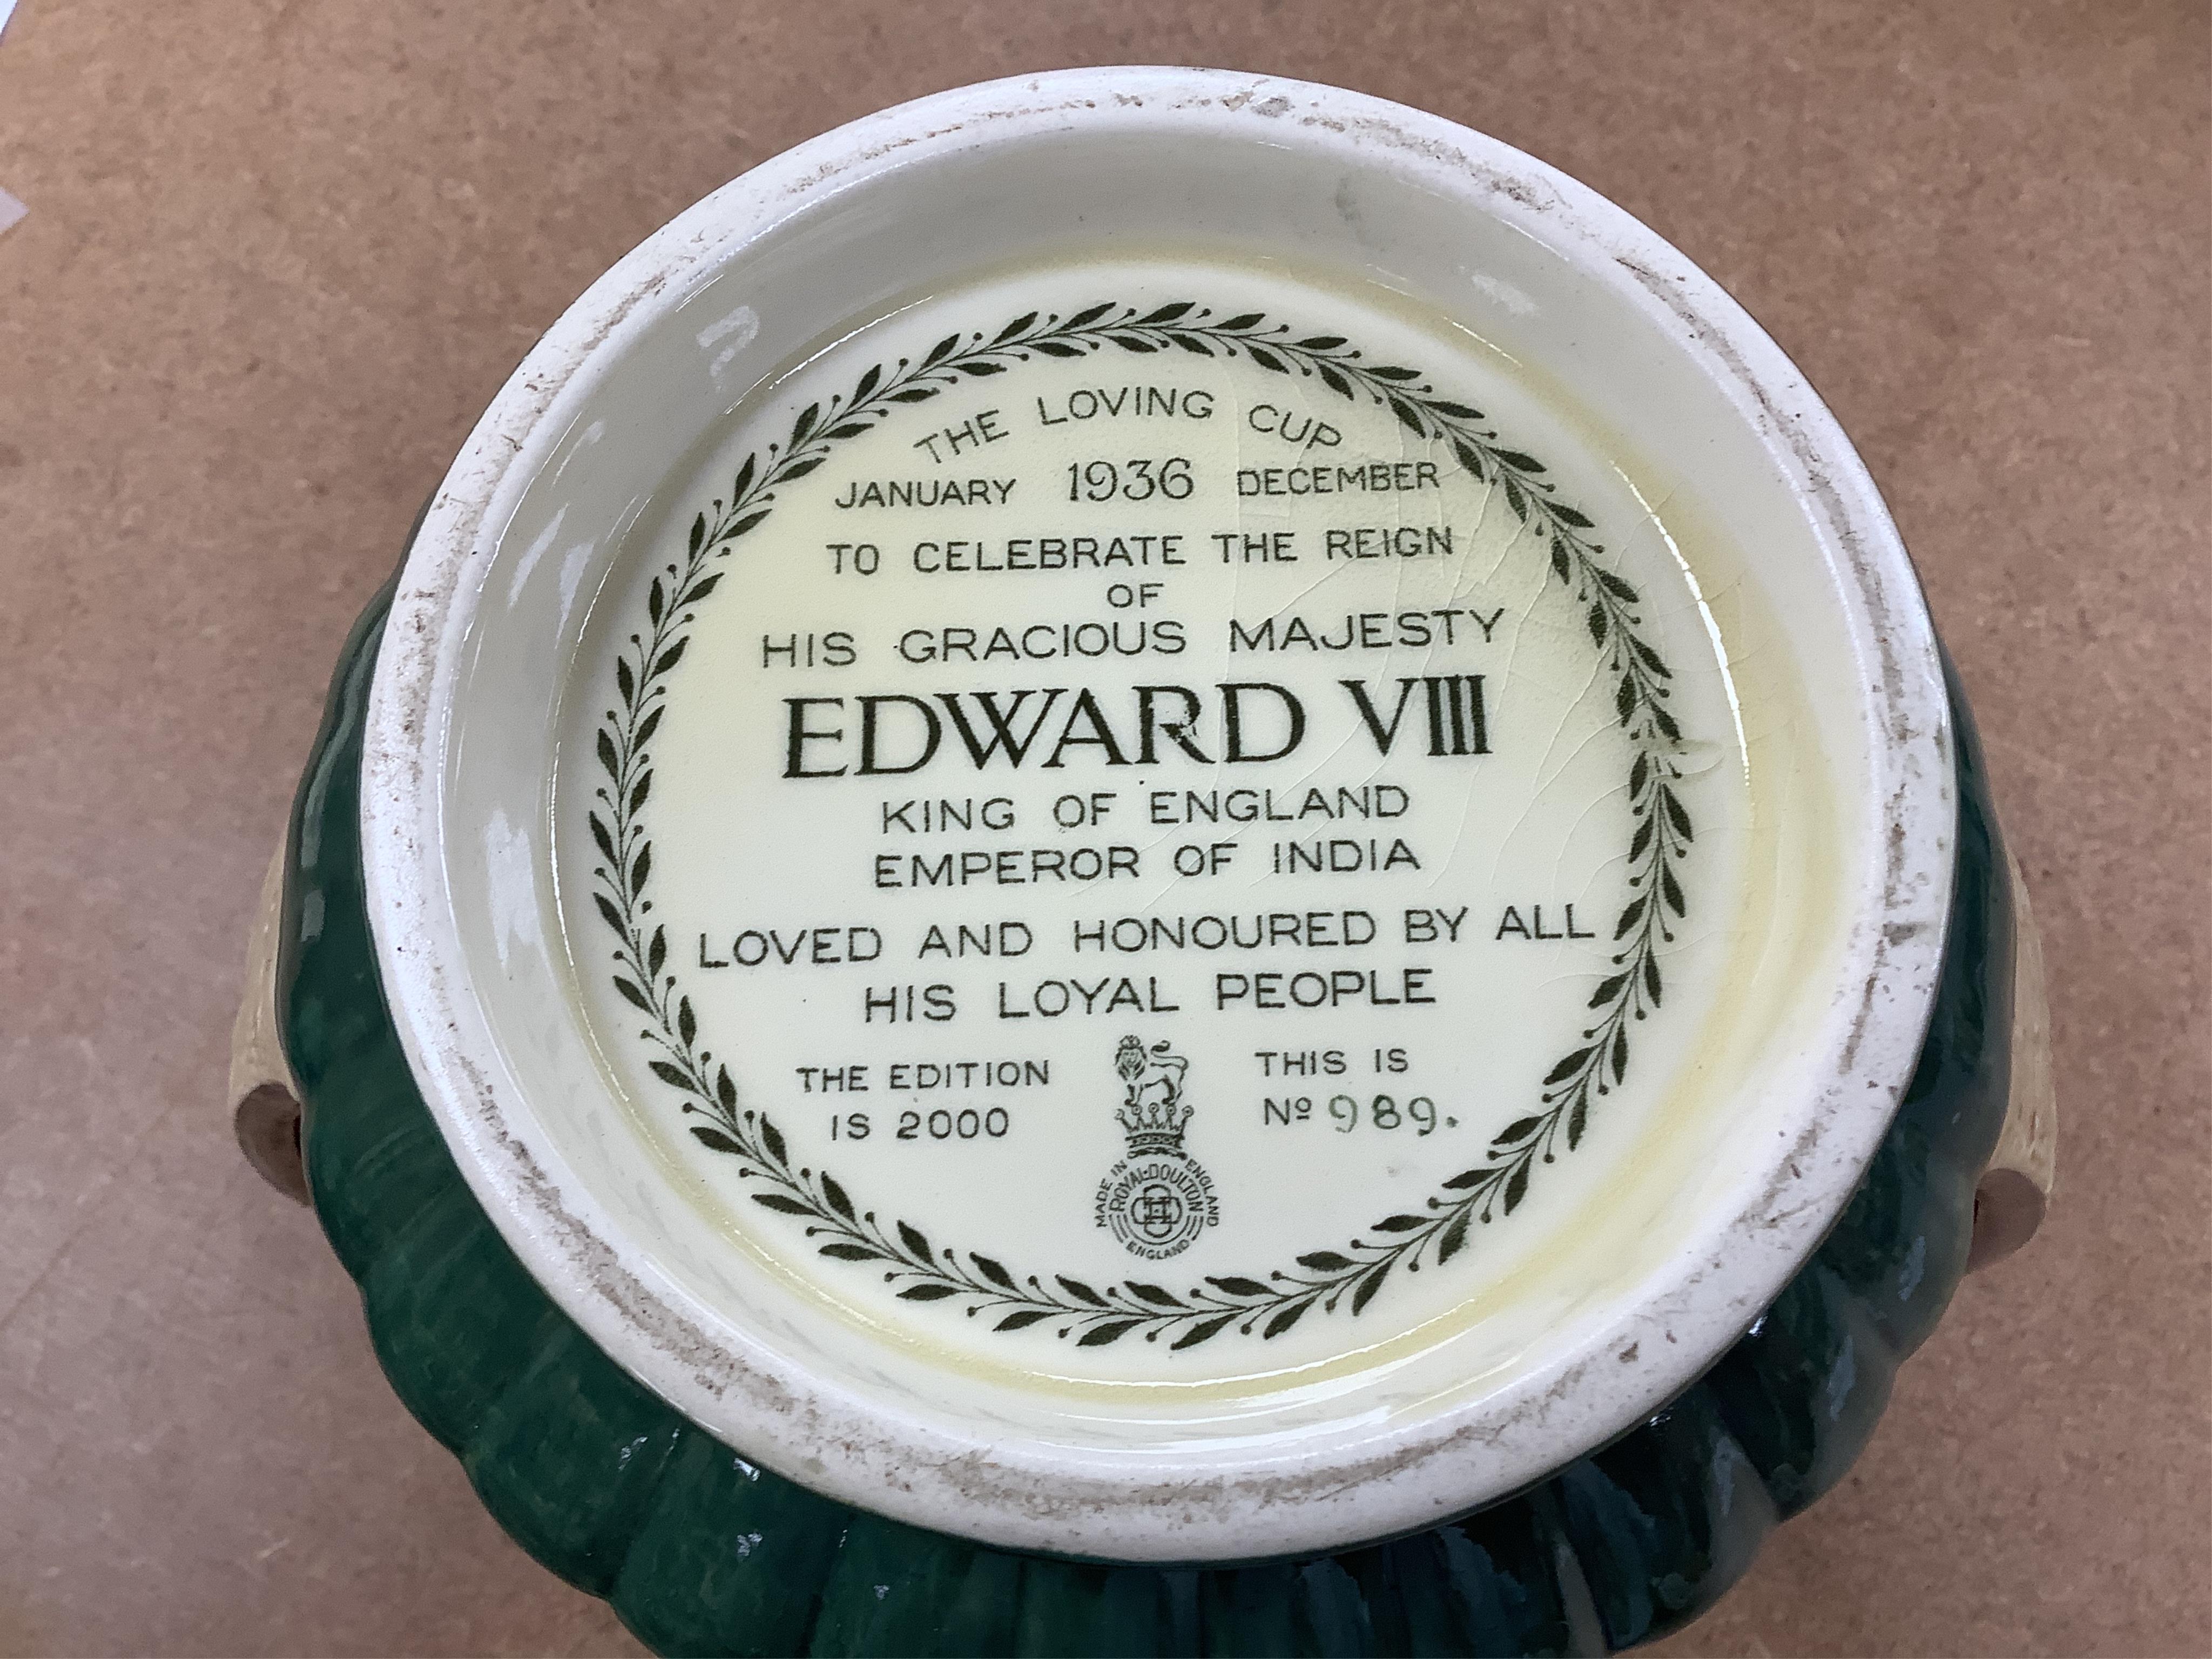 THE LOVING CUP
JANUARY 1936 DECEMBER
TO CELEBRATE THE REIGN
OF
HIS GRACIOUS MAJESTY
EDWARD VIII
KING OF ENGLAND
EMPEROR OF INDIA
LOVED AND HONOURED BY ALL
HIS LOYAL PEOPLE
THE EDITION
IS 2000
THIS IS
Nº 989.
MADE IN ENGLAND
ROYAL DOULTON
ENGLAND